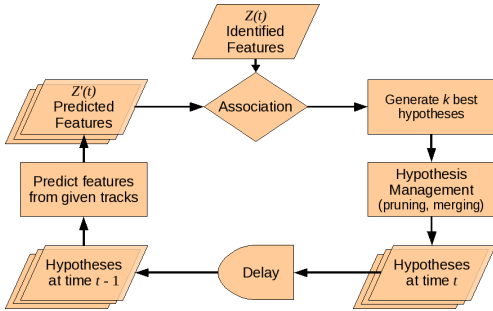 Z(t)
Identified
Features
Z'(t)
Predicted
Features
Association
Generate k best
hypotheses
Predict features
from given tracks
Hypothesis
Management
(pruning, merging)
Hypotheses
at time t - 1
Delay
Hypotheses
at time t